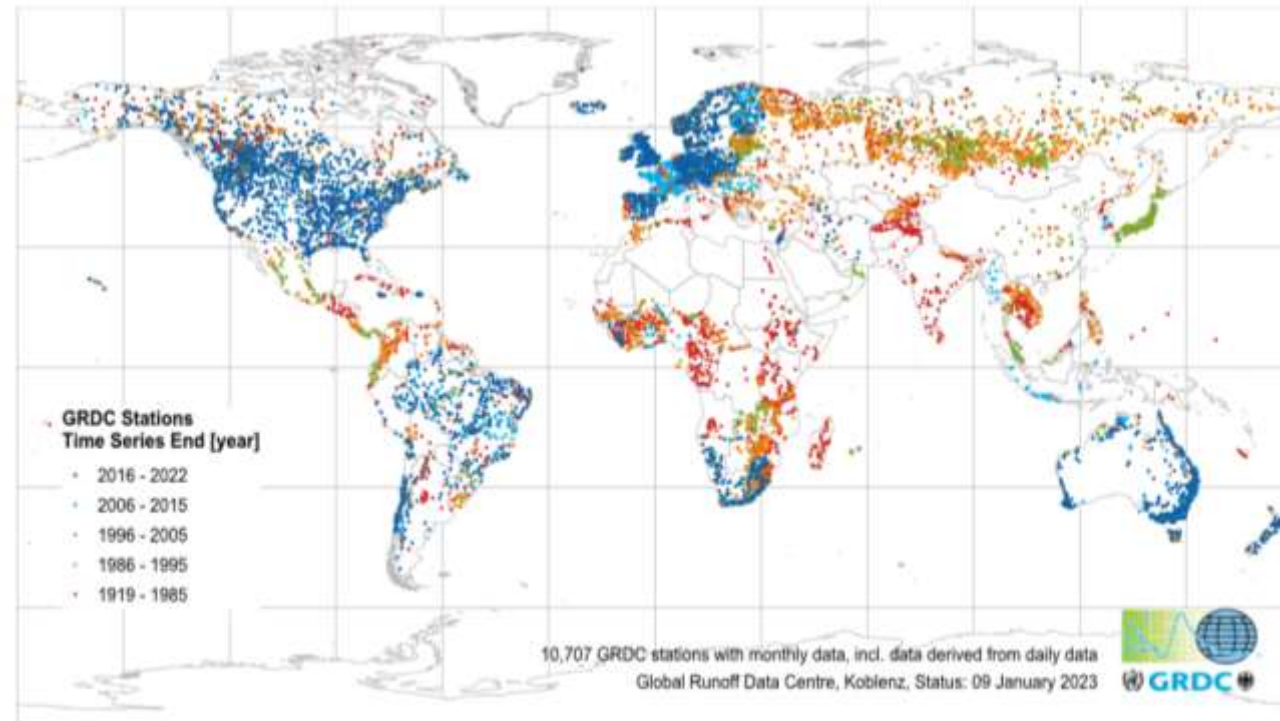 GRDC Stations
Time Series End [year]
2016 - 2022
2006 - 2015
1996 - 2005
1986 - 1995
1919 - 1985
10,707 GRDC stations with monthly data, incl. data derived from daily data
Global Runoff Data Centre, Koblenz, Status: 09 January 2023
GRDC